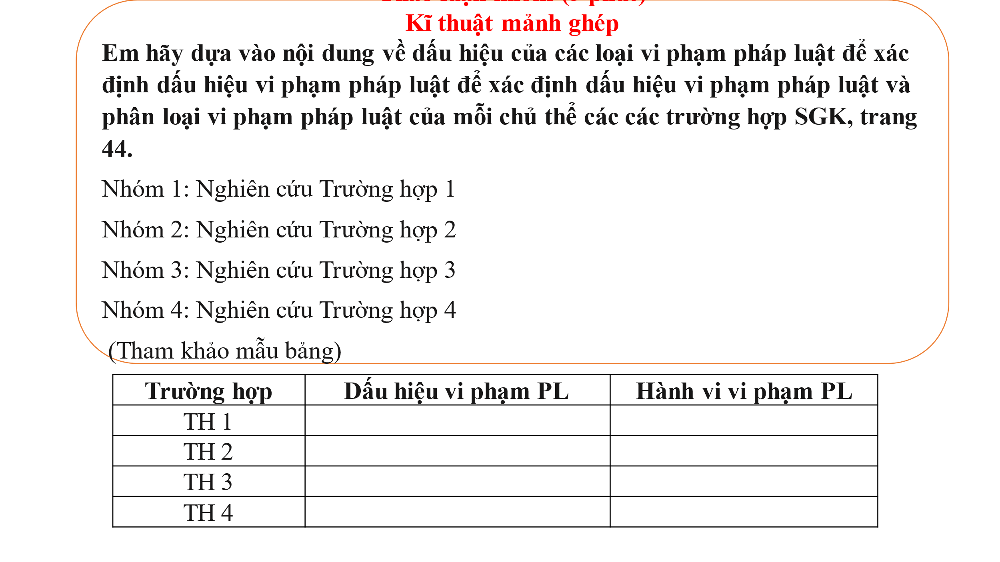 Kĩ thuật mảnh ghép
Em hãy dựa vào nội dung về dấu hiệu của các loại vi phạm pháp luật để xác
định dấu hiệu vi phạm pháp luật để xác định dấu hiệu vi phạm pháp luật và
phân loại vi phạm pháp luật của mỗi chủ thể các các trường hợp SGK, trang
44.
Nhóm 1: Nghiên cứu Trường hợp 1
Nhóm 2: Nghiên cứu Trường hợp 2
Nhóm 3: Nghiên cứu Trường hợp 3
Nhóm 4: Nghiên cứu Trường hợp 4
(Tham khảo mẫu bảng)
Trường hợp Dấu hiệu vi phạm PL Hành vi vi phạm PL
TH 1
TH 2
TH 3
TH 4